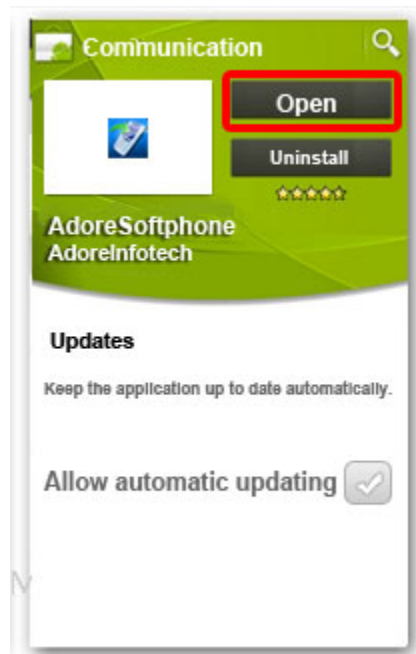 Communication
Open
Uninstall
AdoreSoftphone
AdoreInfotech
Updates
Keep the application up to date automatically.
Allow automatic updating
M